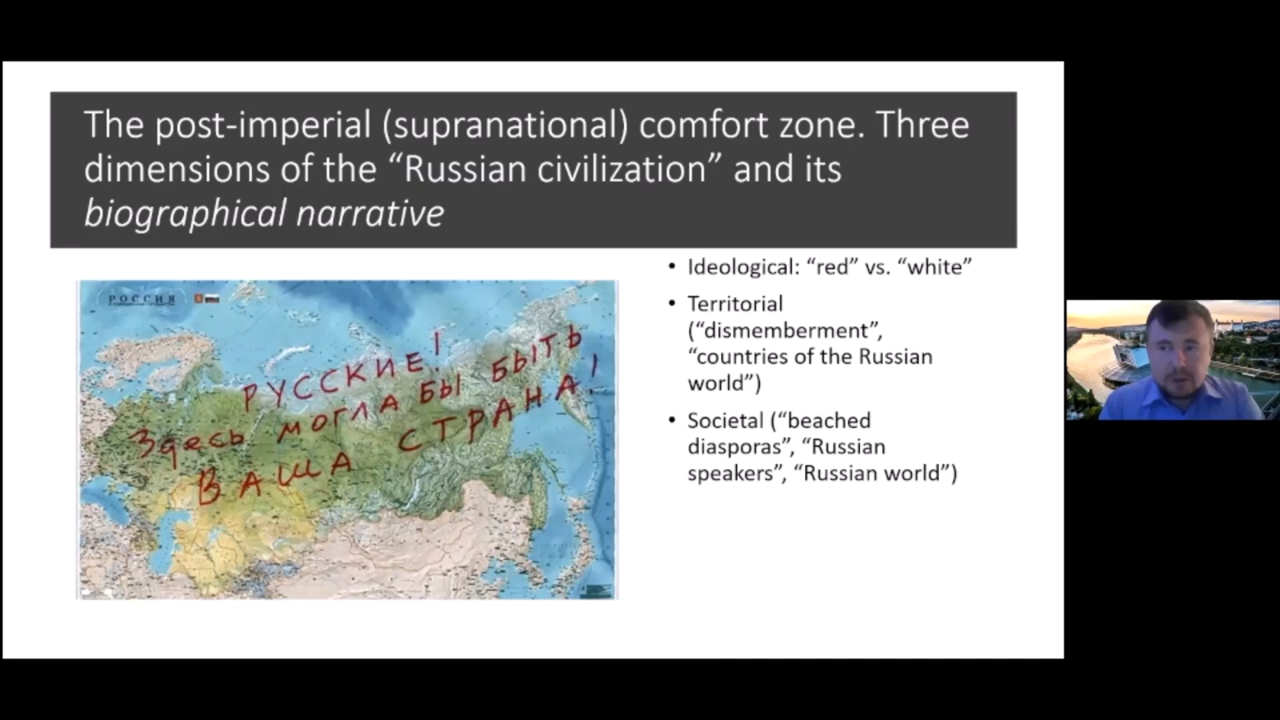 The post-imperial (supranational) comfort zone. Three
dimensions of the “Russian civilization” and its
biographical narrative
• Ideological: “red” vs. “white”
• Territorial
(“dismemberment”,
“countries of the Russian
world”)
• Societal (“beached
diasporas”, “Russian
speakers”, “Russian world”)
РОССИЯ
РУССКИЕ!
Здесь МОГЛА БЫ БЫТЬ
ВАША СТРАНА!